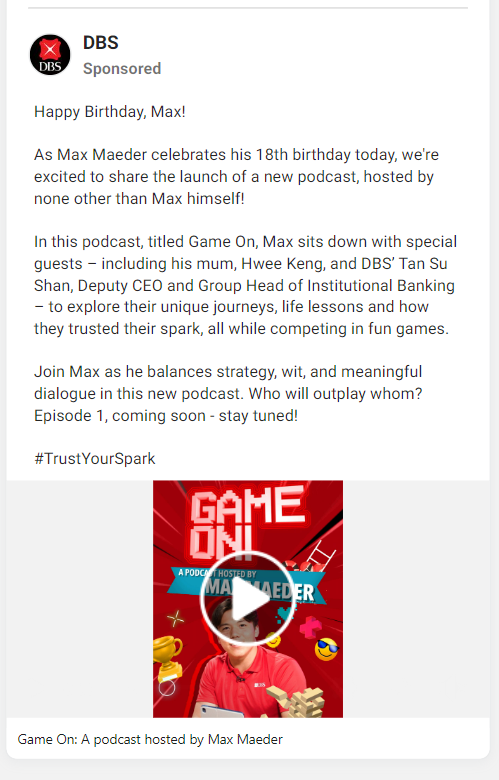 DBS
DBS
Sponsored
Happy Birthday, Max!
As Max Maeder celebrates his 18th birthday today, we're
excited to share the launch of a new podcast, hosted by
none other than Max himself!
In this podcast, titled Game On, Max sits down with special
guests – including his mum, Hwee Keng, and DBS’ Tan Su
Shan, Deputy CEO and Group Head of Institutional Banking
– to explore their unique journeys, life lessons and how
they trusted their spark, all while competing in fun games.
Join Max as he balances strategy, wit, and meaningful
dialogue in this new podcast. Who will outplay whom?
Episode 1, coming soon - stay tuned!
#TrustYourSpark
GAME
ON!
A PODCAST HOSTED BY
MAX MAEDER
DBS
Game On: A podcast hosted by Max Maeder